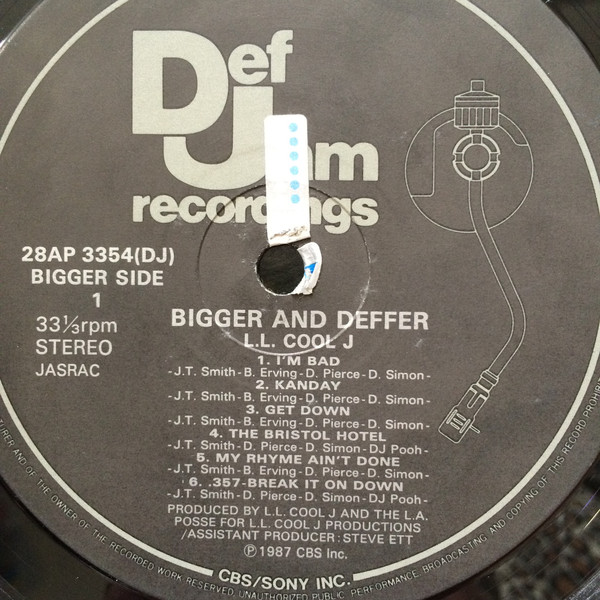 Def
Jam
recordings
28AP 3354(DJ)
BIGGER SIDE
1
33⅓rpm
STEREO
JASRAC
BIGGER AND DEFFER
L.L. COOL J
1. I'M BAD
-J.T. Smith-B. Erving-D. Pierce-D. Simon-
2. KANDAY
-J.T. Smith-B. Erving-D. Pierce-D. Simon-
3. GET DOWN
-J.T. Smith-B. Erving-D. Pierce-D. Simon-
4. THE BRISTOL HOTEL
-J.T. Smith-D. Pierce-D. Simon-DJ Pooh-
5. MY RHYME AIN'T DONE
-J.T. Smith-B. Erving-D. Pierce-D. Simon-
6. .357-BREAK IT ON DOWN
-J.T. Smith-D. Pierce-D. Simon-DJ Pooh-
PRODUCED BY L.L. COOL J AND THE L.A.
POSSE FOR L.L. COOL J PRODUCTIONS
/ASSISTANT PRODUCER : STEVE ETT
Ⓟ1987 CBS Inc.
CBS/SONY INC.
AND OF THE OWNER OF THE RECORDED WORK RESERVED. UNAUTHORIZED PUBLIC PERFORMANCE, BROADCASTING AND COPYING OF THIS RECORD